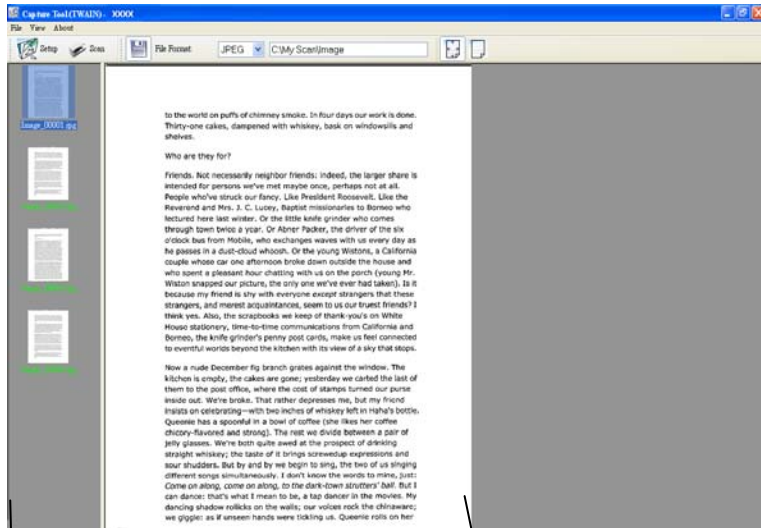 Capture Tool(TWAIN) - XXXX
File View About
Setup Scan File Format JPEG C:\My Scan\Image
Image_00001.jpg
to the world on puffs of chimney smoke. In four days our work is done.
Thirty-one cakes, dampened with whiskey, bask on windowsills and
shelves.
Who are they for?
Friends. Not necessarily neighbor friends: indeed, the larger share is
intended for persons we've met maybe once, perhaps not at all.
People who've struck our fancy. Like President Roosevelt. Like the
Reverend and Mrs. J. C. Lucey, Baptist missionaries to Borneo who
lectured here last winter. Or the little knife grinder who comes
through town twice a year. Or Abner Packer, the driver of the six
o'clock bus from Mobile, who exchanges waves with us every day as
he passes in a dust-cloud whoosh. Or the young Wistons, a California
couple whose car one afternoon broke down outside the house and
who spent a pleasant hour chatting with us on the porch (young Mr.
Wiston snapped our picture, the only one we've ever had taken). Is it
because my friend is shy with everyone except strangers that these
strangers, and merest acquaintances, seem to us our truest friends? I
think yes. Also, the scrapbooks we keep of thank-you's on White
House stationery, time-to-time communications from California and
Borneo, the knife grinder's penny post cards, make us feel connected
to eventful worlds beyond the kitchen with its view of a sky that stops.
Now a nude December fig branch grates against the window. The
kitchen is empty, the cakes are gone; yesterday we carted the last of
them to the post office, where the cost of stamps turned our purse
inside out. We're broke. That rather depresses me, but my friend
insists on celebrating—with two inches of whiskey left in Haha's bottle.
Queenie has a spoonful in a bowl of coffee (she likes her coffee
chicory-flavored and strong). The rest we divide between a pair of
jelly glasses. We're both quite awed at the prospect of drinking
straight whiskey; the taste of it brings screwedup expressions and
sour shudders. But by and by we begin to sing, the two of us singing
different songs simultaneously. I don't know the words to mine, just:
Come on along, come on along, to the dark-town strutters' ball. But I
can dance: that's what I mean to be, a tap dancer in the movies. My
dancing shadow rollicks on the walls; our voices rock the chinaware;
we giggle: as if unseen hands were tickling us. Queenie rolls on her